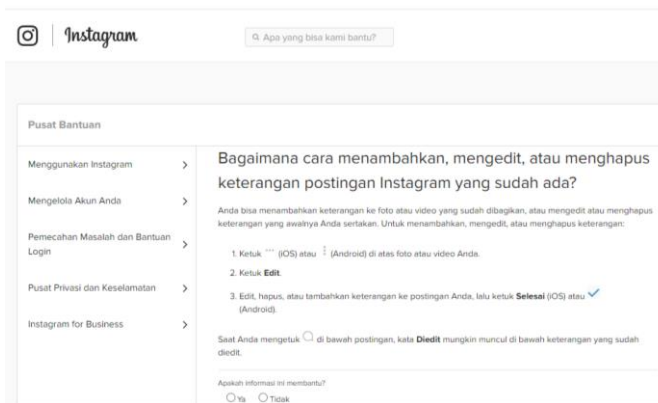 Instagram
Apa yang bisa kami bantu?
Pusat Bantuan
Menggunakan Instagram
Mengelola Akun Anda
Pemecahan Masalah dan Bantuan
Login
Pusat Privasi dan Keselamatan
Instagram for Business
Bagaimana cara menambahkan, mengedit, atau menghapus
keterangan postingan Instagram yang sudah ada?
Anda bisa menambahkan keterangan ke foto atau video yang sudah dibagikan, atau mengedit atau menghapus
keterangan yang awalnya Anda sertakan. Untuk menambahkan, mengedit, atau menghapus keterangan:
1. Ketuk ··· (iOS) atau ⋮ (Android) di atas foto atau video Anda.
2. Ketuk Edit.
3. Edit, hapus, atau tambahkan keterangan ke postingan Anda, lalu ketuk Selesai (iOS) atau ✓
(Android).
Saat Anda mengetuk di bawah postingan, kata Diedit mungkin muncul di bawah keterangan yang sudah
diedit.
Apakah informasi ini membantu?
Ya Tidak